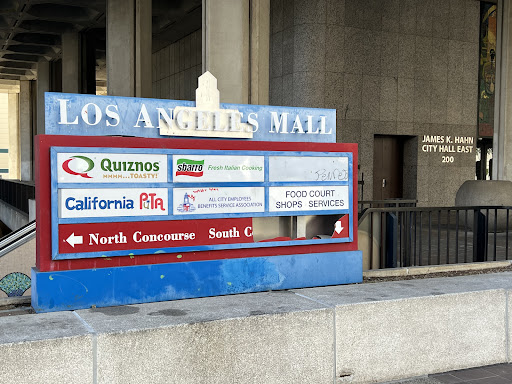 LOS ANGELES MALL
Quiznos
MMMM...TOASTY!
sbarro
Fresh Italian Cooking
California PiTA
ALL CITY EMPLOYEES
BENEFITS SERVICE ASSOCIATION
FOOD COURT
SHOPS SERVICES
North Concourse South C
JAMES K. HAHN
CITY HALL EAST
200